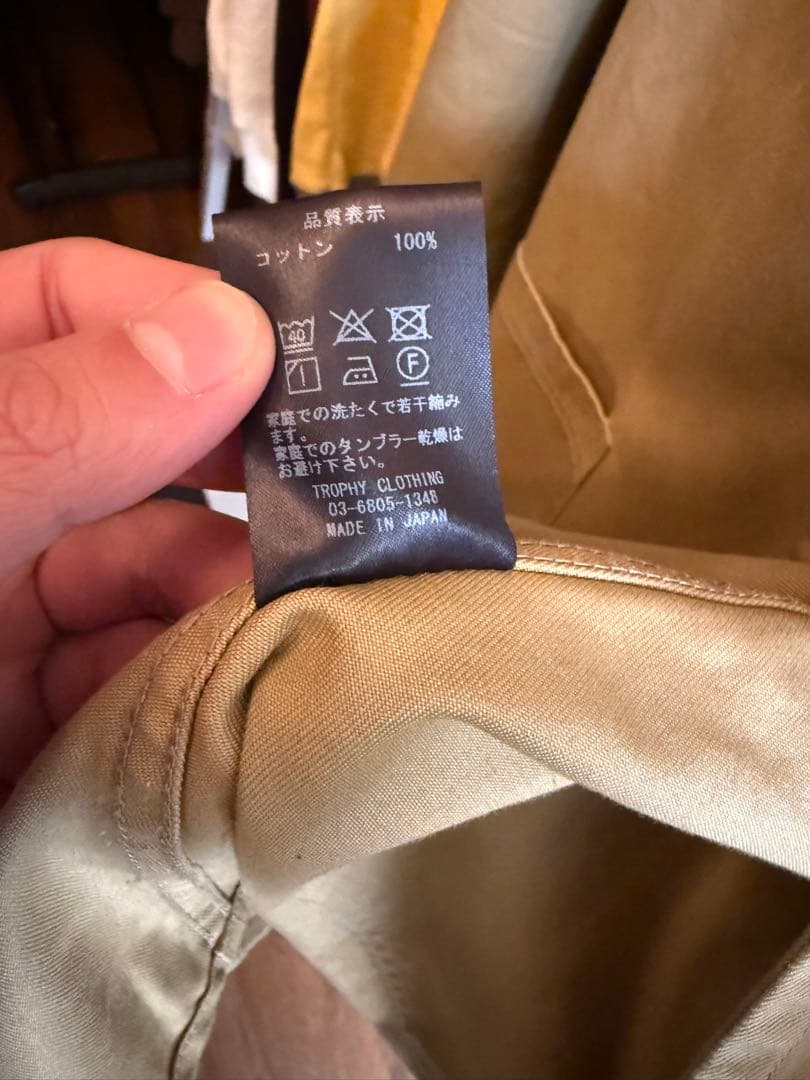 品質表示
コットン 100%
40
F
家庭での洗たくで若干縮み
ます。
家庭でのタンブラー乾燥は
お避け下さい。
TROPHY CLOTHING
03-6805-1348
MADE IN JAPAN